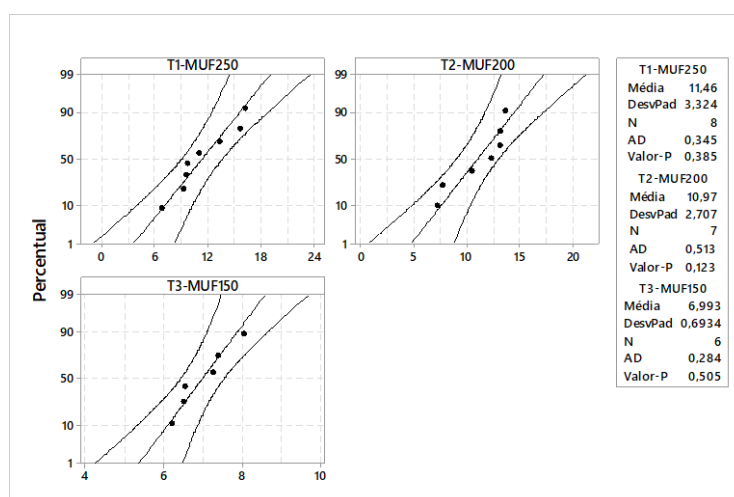 T1-MUF250
T2-MUF200
99
90
50
10
1
0 6 12 18 24
99
90
50
10
1
0 5 10 15 20
T3-MUF150
99
90
50
10
1
4 6 8 10
Percentual
T1-MUF250
Média 11,46
DesvPad 3,324
N 8
AD 0,345
Valor-P 0,385
T2-MUF200
Média 10,97
DesvPad 2,707
N 7
AD 0,513
Valor-P 0,123
T3-MUF150
Média 6,993
DesvPad 0,6934
N 6
AD 0,284
Valor-P 0,505